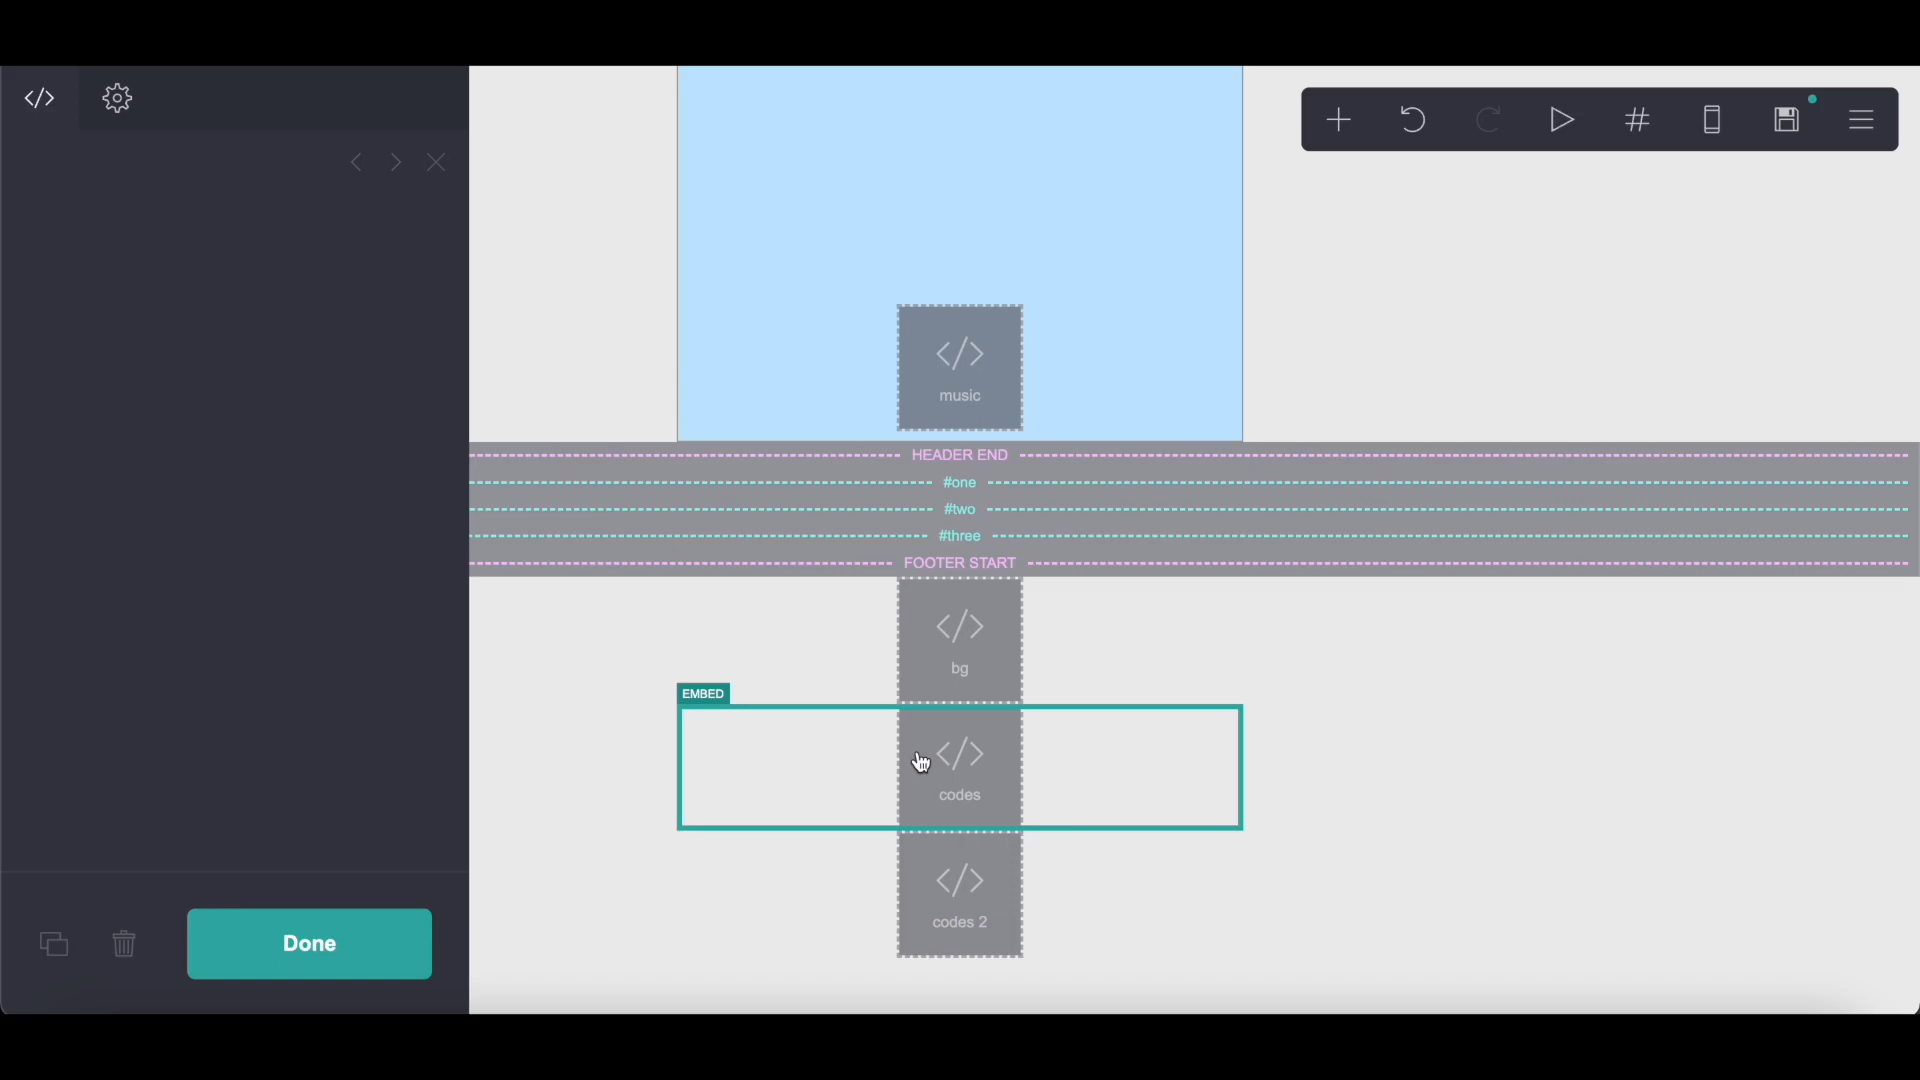 music
HEADER END
#one
#two
#three
FOOTER START
bg
EMBED
codes
codes 2
Done